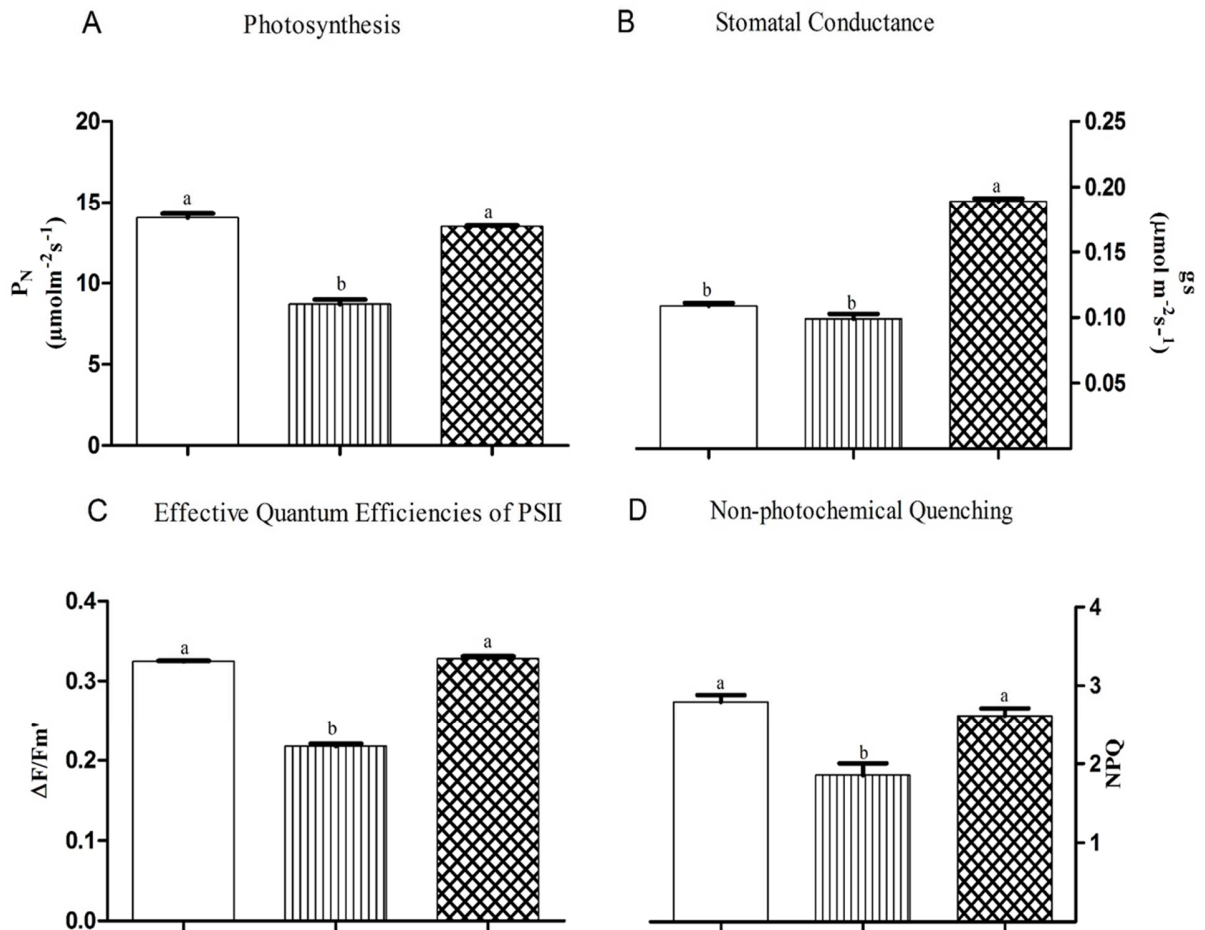 A Photosynthesis
20
15
10
5
0
P_N
(µmolm⁻²s⁻¹)
a
b
a
B Stomatal Conductance
0.25
0.20
0.15
0.10
0.05
gs
(µmol m⁻²s-¹)
b
b
a
C Effective Quantum Efficiencies of PSII
0.4
0.3
0.2
0.1
0.0
ΔF/Fm'
a
b
a
D Non-photochemical Quenching
4
3
2
1
NPQ
a
b
a